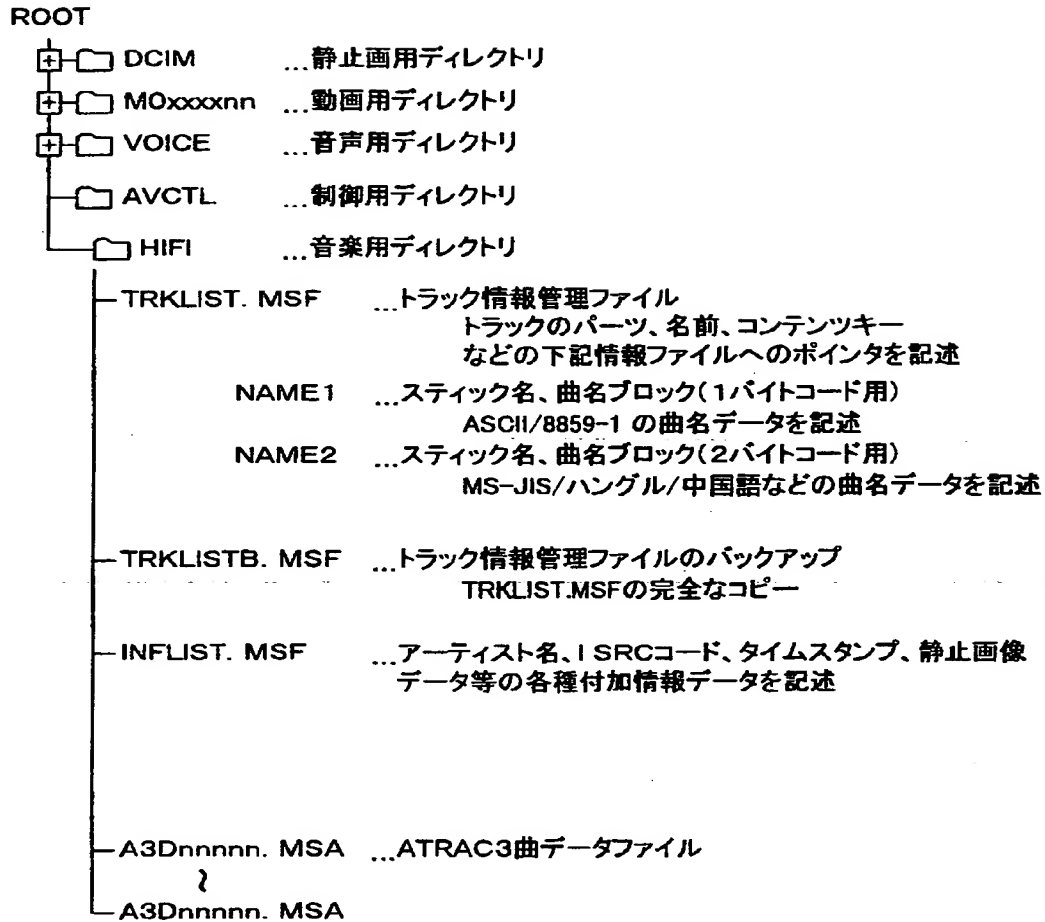 ROOT
DCIM ...静止画用ディレクトリ
MOxxxxnn ...動画用ディレクトリ
VOICE ...音声用ディレクトリ
AVCTL ...制御用ディレクトリ
HIFI ...音楽用ディレクトリ
TRKLIST. MSF ...トラック情報管理ファイル
トラックのパーツ、名前、コンテンツキー
などの下記情報ファイルへのポインタを記述
NAME1 ...スティック名、曲名ブロック(1バイトコード用)
ASCII/8859-1 の曲名データを記述
NAME2 ...スティック名、曲名ブロック(2バイトコード用)
MS-JIS/ハングル/中国語などの曲名データを記述
TRKLISTB. MSF ...トラック情報管理ファイルのバックアップ
TRKLIST.MSFの完全なコピー
INFLIST. MSF ...アーティスト名、I SRCコード、タイムスタンプ、静止画像
データ等の各種付加情報データを記述
A3Dnnnnn. MSA ...ATRAC3曲データファイル
~
A3Dnnnnn. MSA